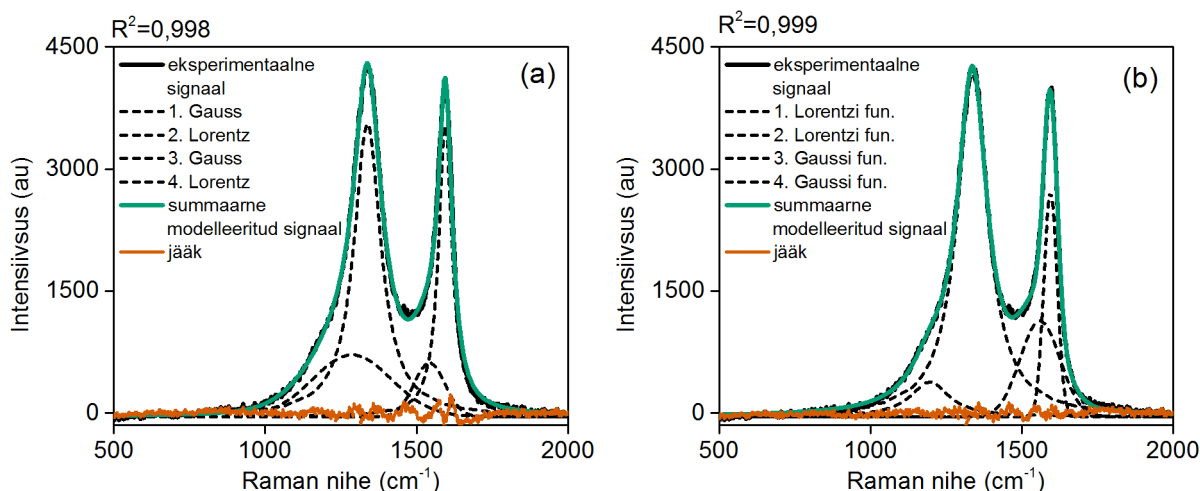 R²=0,998
4500
3000
1500
0
Intensiivsus (au)
eksperimentaalne
signaal
1. Gauss
2. Lorentz
3. Gauss
4. Lorentz
summaarne
modelleeritud signaal
jääk
(a)
500
1000
1500
2000
Raman nihe (cm⁻¹)
R²=0,999
4500
3000
1500
0
Intensiivsus (au)
eksperimentaalne
signaal
1. Lorentzi fun.
2. Lorentzi fun.
3. Gaussi fun.
4. Gaussi fun.
summaarne
modelleeritud signaal
jääk
(b)
500
1000
1500
2000
Raman nihe (cm⁻¹)